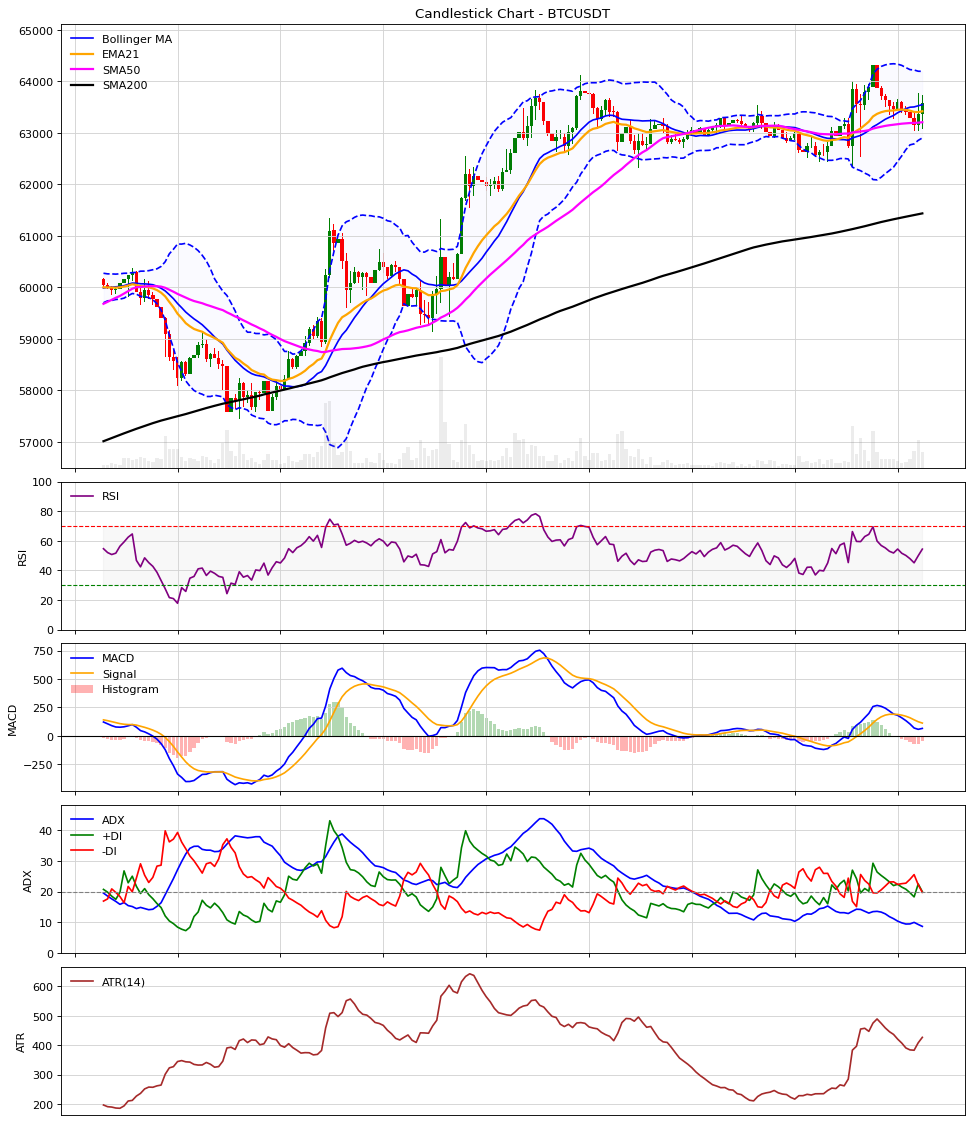 Candlestick Chart - BTCUSDT
65000
64000
63000
62000
61000
60000
59000
58000
57000
Bollinger MA
EMA21
SMA50
SMA200
100
80
60
40
20
0
RSI
RSI
750
500
250
0
−250
MACD
MACD
Signal
Histogram
40
30
20
10
0
ADX
ADX
+DI
-DI
600
500
400
300
200
ATR
ATR(14)